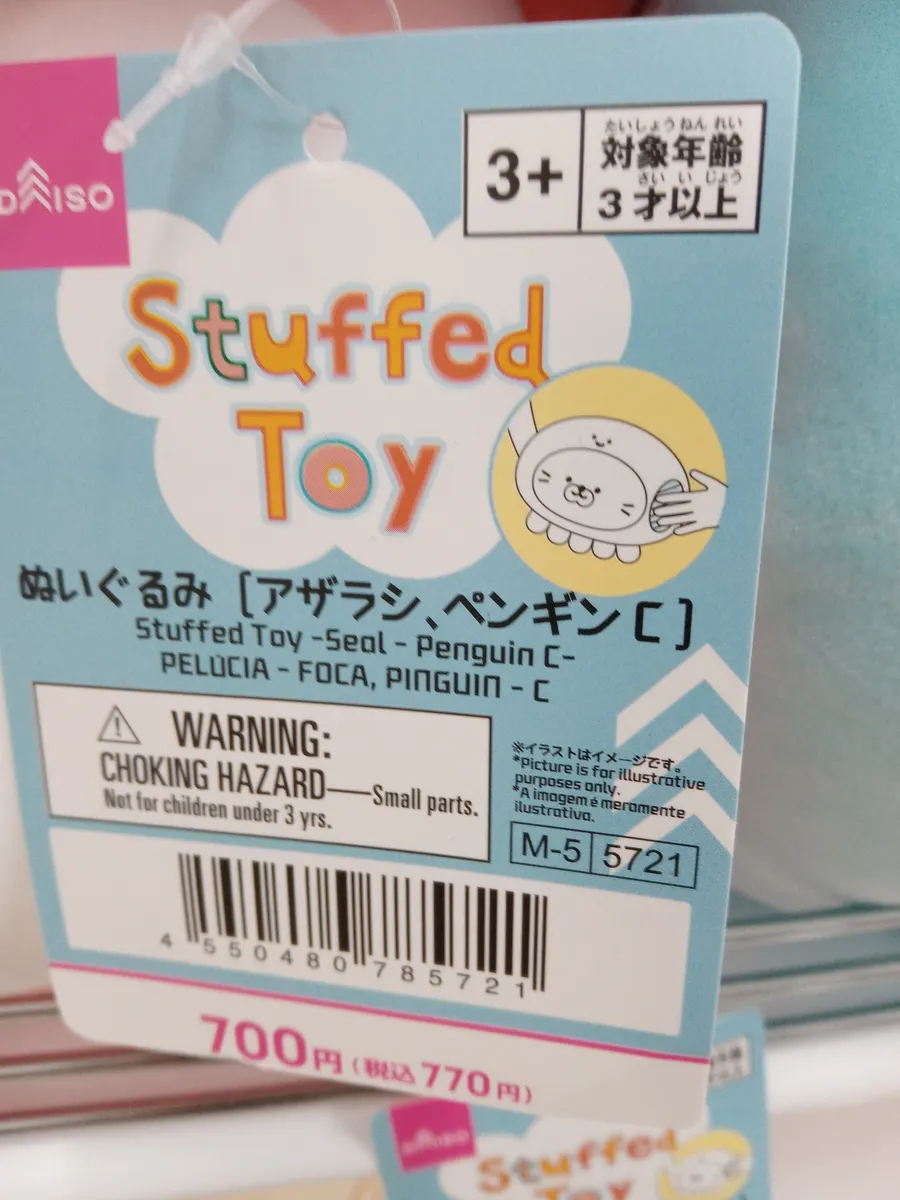 DAISO
3+
たいしょうねんれい
対象年齢
さい い じょう
3才以上
Stuffed
Toy
ぬいぐるみ [アザラシ、ペンギンC]
Stuffed Toy -Seal - Penguin C-
PELÚCIA - FOCA, PINGUIN - C
⚠ WARNING:
CHOKING HAZARD—Small parts.
Not for children under 3 yrs.
※イラストはイメージです。
*Picture is for illustrative
purposes only.
*A imagem é meramente
ilustrativa.
M-5 5721
4 550480 785721
700円(税込770円)
DAISO
Stuffed
Toy